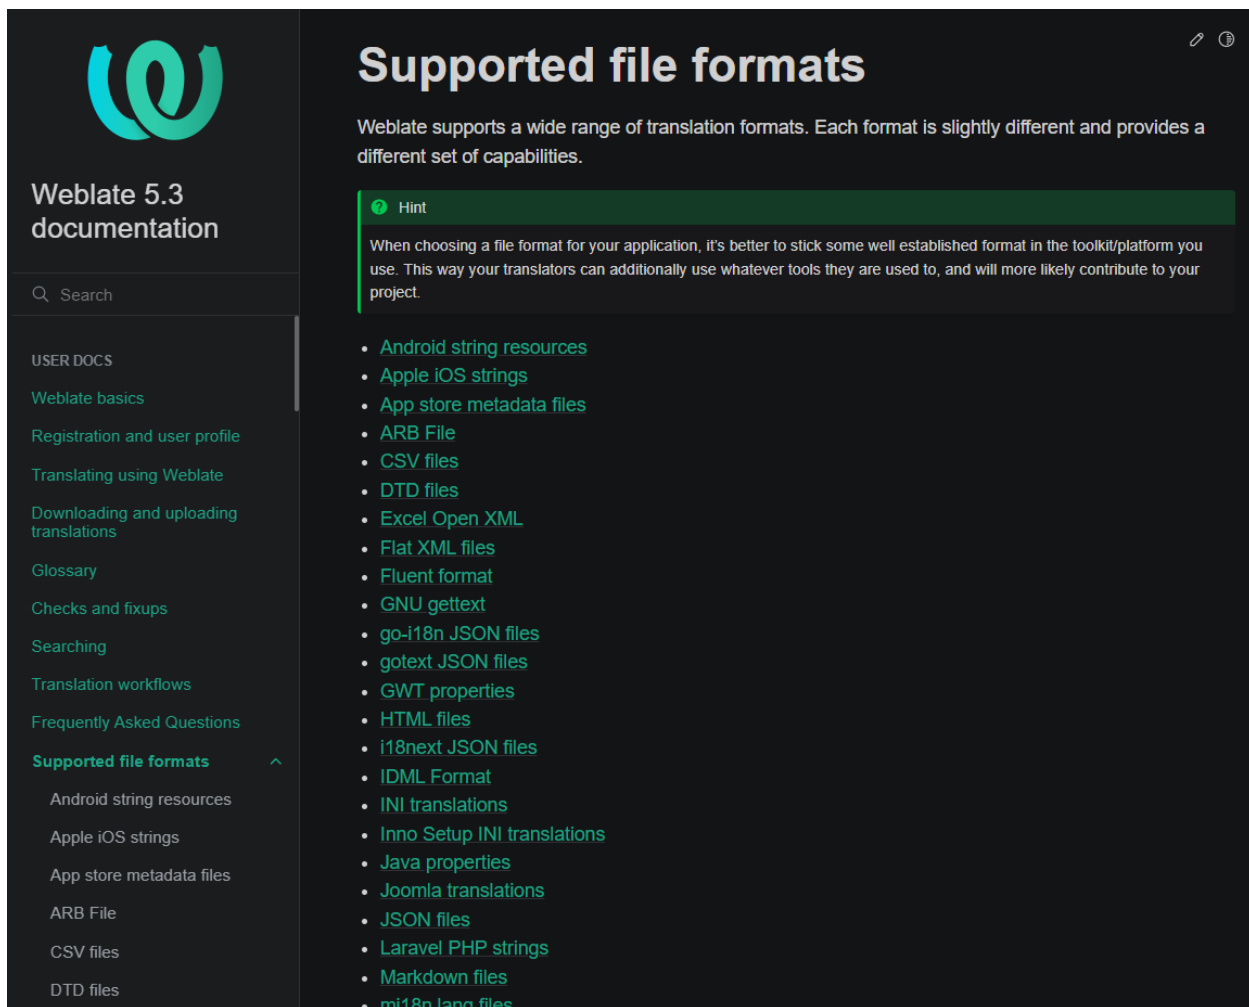 Weblate 5.3
documentation
Search
USER DOCS
Weblate basics
Registration and user profile
Translating using Weblate
Downloading and uploading
translations
Glossary
Checks and fixups
Searching
Translation workflows
Frequently Asked Questions
Supported file formats
Android string resources
Apple iOS strings
App store metadata files
ARB File
CSV files
DTD files
Supported file formats
Weblate supports a wide range of translation formats. Each format is slightly different and provides a
different set of capabilities.
Hint
When choosing a file format for your application, it's better to stick some well established format in the toolkit/platform you
use. This way your translators can additionally use whatever tools they are used to, and will more likely contribute to your
project.
Android string resources
Apple iOS strings
App store metadata files
ARB File
CSV files
DTD files
Excel Open XML
Flat XML files
Fluent format
GNU gettext
go-i18n JSON files
gotext JSON files
GWT properties
HTML files
i18next JSON files
IDML Format
INI translations
Inno Setup INI translations
Java properties
Joomla translations
JSON files
Laravel PHP strings
Markdown files
mi18n lang files